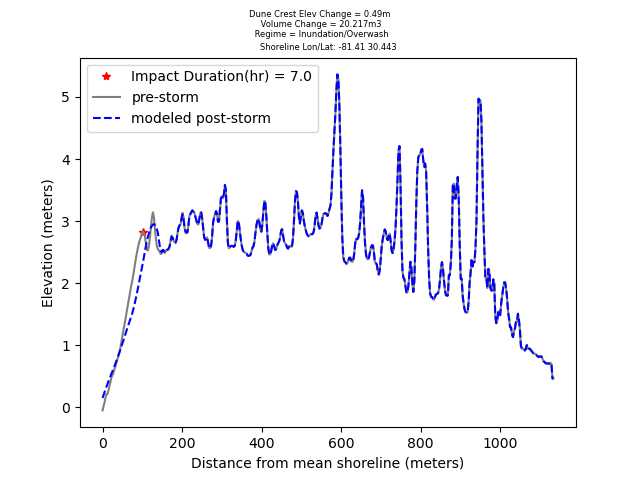 Dune Crest Elev Change = 0.49m
Volume Change = 20.217m3
Regime = Inundation/Overwash
Shoreline Lon/Lat: -81.41 30.443
Impact Duration(hr) = 7.0
pre-storm
modeled post-storm
Elevation (meters)
5
4
3
2
1
0
0 200 400 600 800 1000
Distance from mean shoreline (meters)